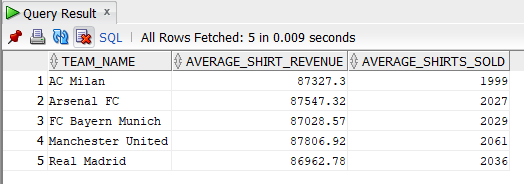 Query Result ×
SQL | All Rows Fetched: 5 in 0.009 seconds
TEAM_NAME AVERAGE_SHIRT_REVENUE AVERAGE_SHIRTS_SOLD
1 AC Milan 87327.3 1999
2 Arsenal FC 87547.32 2027
3 FC Bayern Munich 87028.57 2029
4 Manchester United 87806.92 2061
5 Real Madrid 86962.78 2036